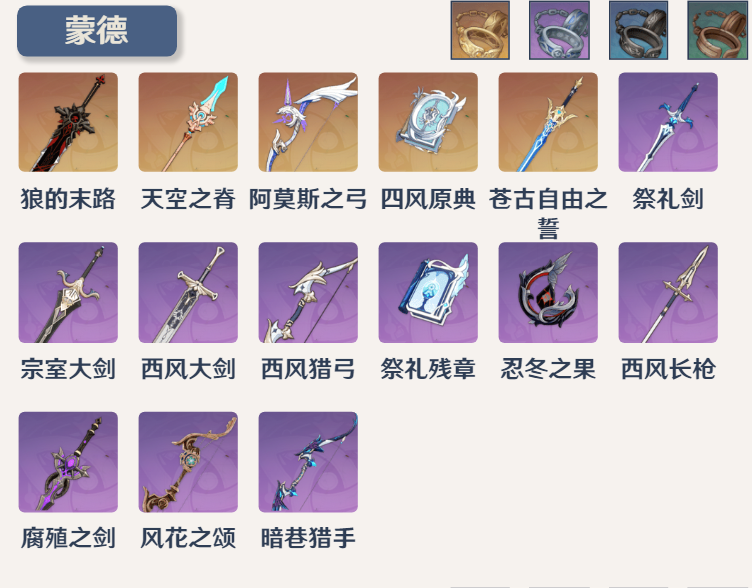 蒙德
狼的末路
天空之脊
阿莫斯之弓
四风原典
苍古自由之
誓
祭礼剑
宗室大剑
西风大剑
西风猎弓
祭礼残章
忍冬之果
西风长枪
腐殖之剑
风花之颂
暗巷猎手